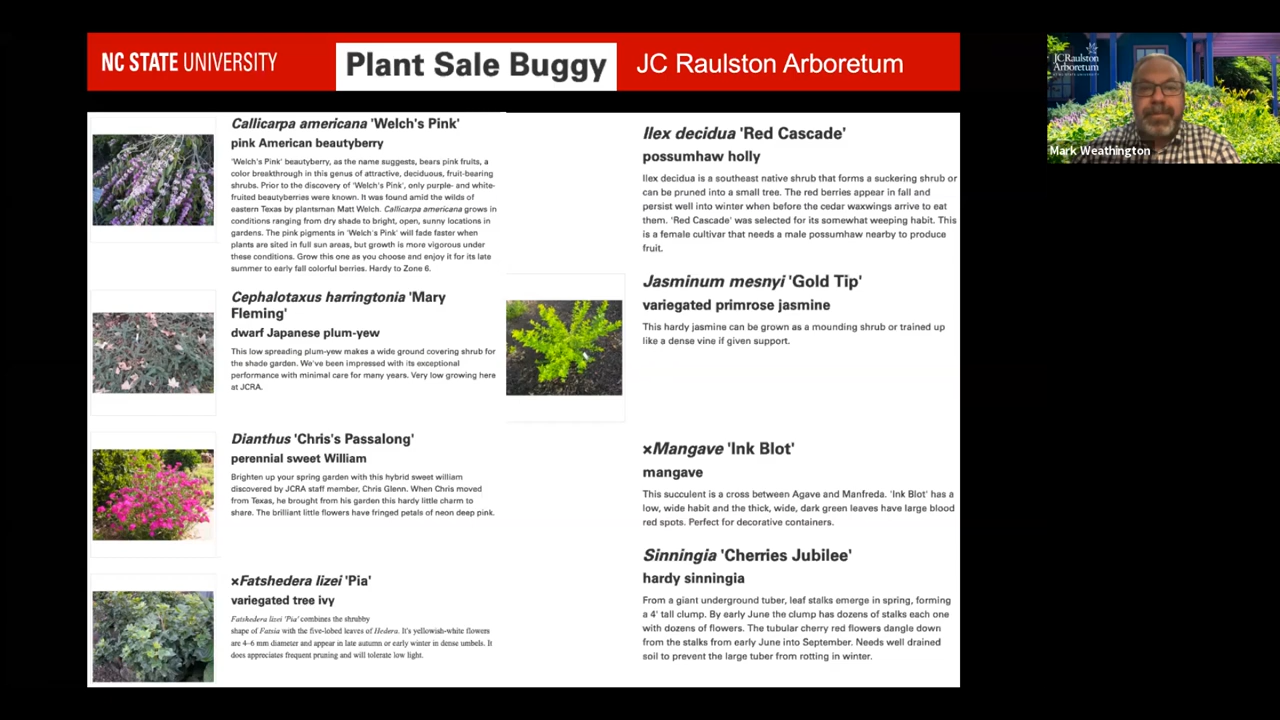 NC STATE UNIVERSITY
Plant Sale Buggy
JC Raulston Arboretum
Callicarpa americana 'Welch's Pink'
pink American beautyberry
'Welch's Pink' beautyberry, as the name suggests, bears pink fruits, a
color breakthrough in this genus of attractive, deciduous, fruit-bearing
shrubs. Prior to the discovery of 'Welch's Pink', only purple- and white-
fruited beautyberries were known. It was found amid the wilds of
eastern Texas by plantsman Matt Welch. Callicarpa americana grows in
conditions ranging from dry shade to bright, open, sunny locations in
gardens. The pink pigments in 'Welch's Pink' will fade faster when
plants are sited in full sun areas, but growth is more vigorous under
these conditions. Grow this one as you choose and enjoy it for its late
summer to early fall colorful berries. Hardy to Zone 6.
Cephalotaxus harringtonia 'Mary
Fleming'
dwarf Japanese plum-yew
This low spreading plum-yew makes a wide ground covering shrub for
the shade garden. We've been impressed with its exceptional
performance with minimal care for many years. Very low growing here
at JCRA.
Dianthus 'Chris's Passalong'
perennial sweet William
Brighten up your spring garden with this hybrid sweet william
discovered by JCRA staff member, Chris Glenn. When Chris moved
from Texas, he brought from his garden this hardy little charm to
share. The brilliant little flowers have fringed petals of neon deep pink.
×Fatshedera lizei 'Pia'
variegated tree ivy
Fatshedera lizei 'Pia' combines the shrubby
shape of Fatsia with the five-lobed leaves of Hedera. It's yellowish-white flowers
are 4–6 mm diameter and appear in late autumn or early winter in dense umbels. It
does appreciates frequent pruning and will tolerate low light.
Ilex decidua 'Red Cascade'
possumhaw holly
Ilex decidua is a southeast native shrub that forms a suckering shrub or
can be pruned into a small tree. The red berries appear in fall and
persist well into winter when before the cedar waxwings arrive to eat
them. 'Red Cascade' was selected for its somewhat weeping habit. This
is a female cultivar that needs a male possumhaw nearby to produce
fruit.
Jasminum mesnyi 'Gold Tip'
variegated primrose jasmine
This hardy jasmine can be grown as a mounding shrub or trained up
like a dense vine if given support.
×Mangave 'Ink Blot'
mangave
This succulent is a cross between Agave and Manfreda. 'Ink Blot' has a
low, wide habit and the thick, wide, dark green leaves have large blood
red spots. Perfect for decorative containers.
Sinningia 'Cherries Jubilee'
hardy sinningia
From a giant underground tuber, leaf stalks emerge in spring, forming
a 4' tall clump. By early June the clump has dozens of stalks each one
with dozens of flowers. The tubular cherry red flowers dangle down
from the stalks from early June into September. Needs well drained
soil to prevent the large tuber from rotting in winter.
JC Raulston
Arboretum
Mark Weathington